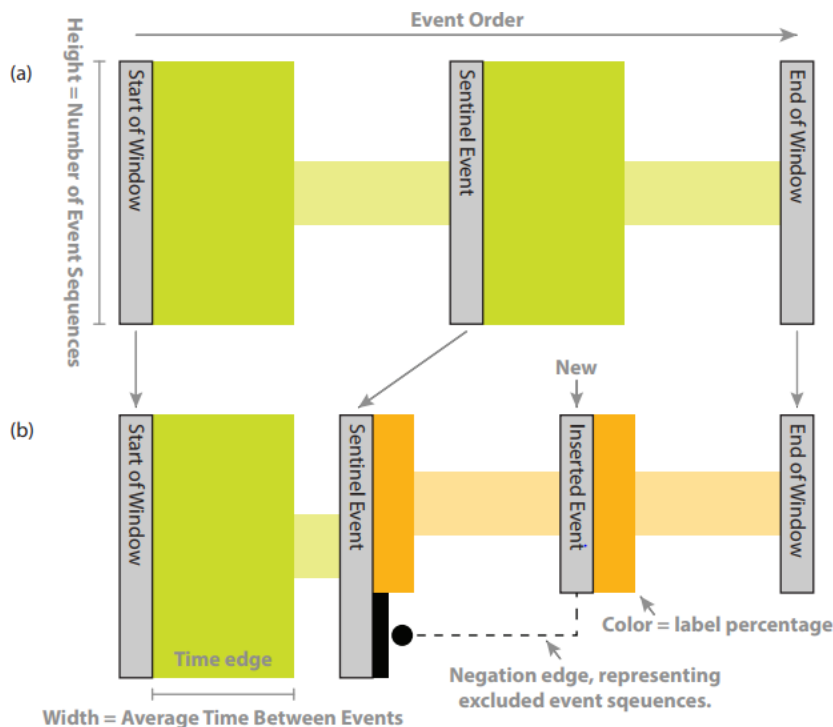 Event Order
(a)
Height = Number of Event Sequences
Start of Window
Sentinel Event
End of Window
New
(b)
Start of Window
Sentinel Event
Inserted Event
End of Window
Time edge
Color = label percentage
Negation edge, representing
excluded event squences.
Width = Average Time Between Events